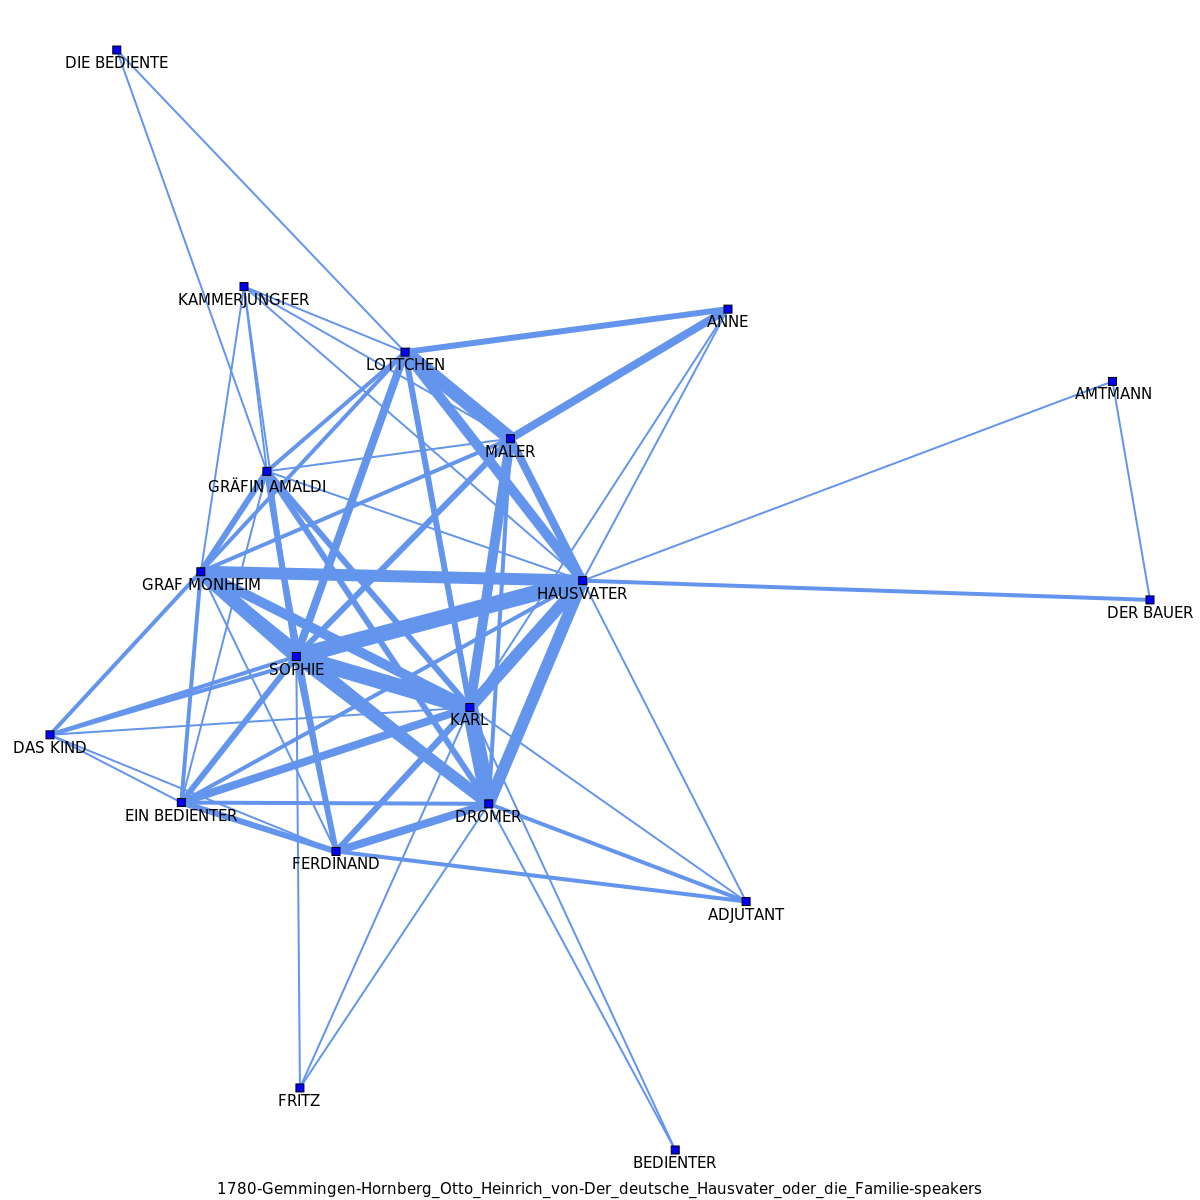 DIE BEDIENTE
KAMMERJUNGFER
ANNE
LOTTCHEN
AMTMANN
MALER
GRÄFIN AMALDI
GRAF MONHEIM
HAUSVATER
DER BAUER
SOPHIE
KARL
DAS KIND
EIN BEDIENTER
DROMER
FERDINAND
ADJUTANT
FRITZ
BEDIENTER
1780-Gemmingen-Hornberg_Otto_Heinrich_von-Der_deutsche_Hausvater_oder_die_Familie-speakers